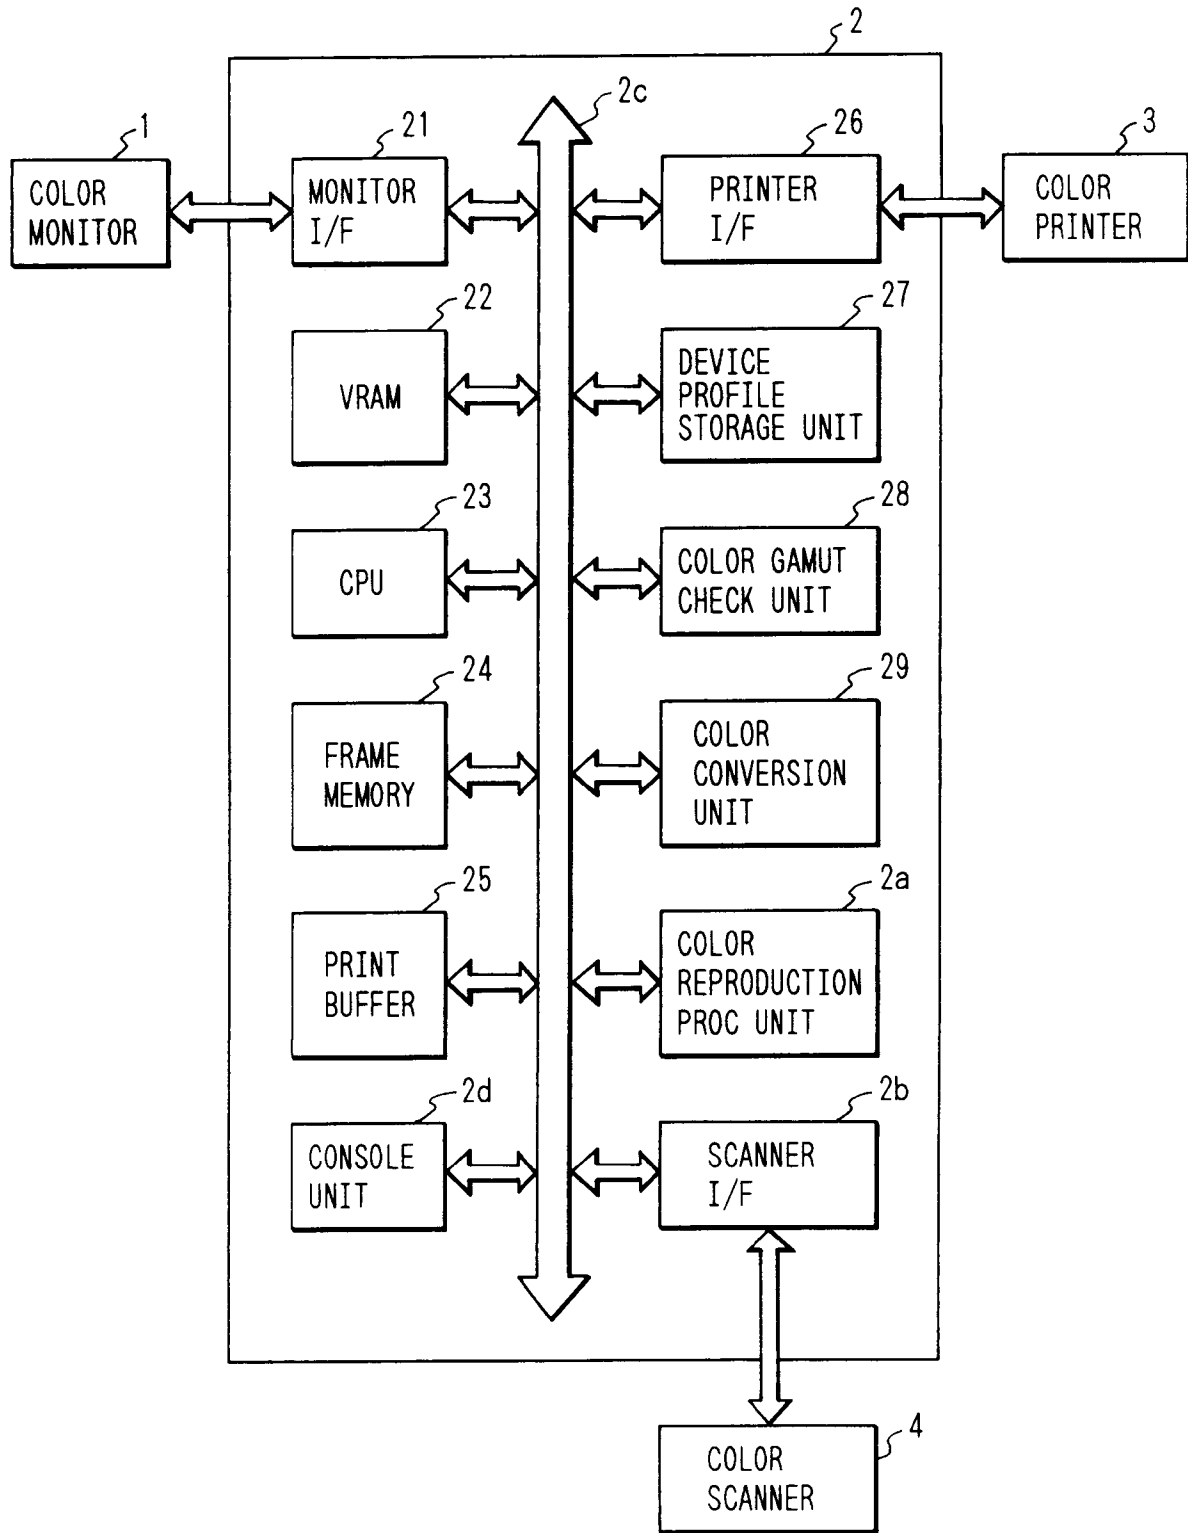 2
2c
1
COLOR
MONITOR
21
MONITOR
I/F
26
PRINTER
I/F
3
COLOR
PRINTER
22
VRAM
27
DEVICE
PROFILE
STORAGE UNIT
23
CPU
28
COLOR GAMUT
CHECK UNIT
24
FRAME
MEMORY
29
COLOR
CONVERSION
UNIT
25
PRINT
BUFFER
2a
COLOR
REPRODUCTION
PROC UNIT
2d
CONSOLE
UNIT
2b
SCANNER
I/F
4
COLOR
SCANNER